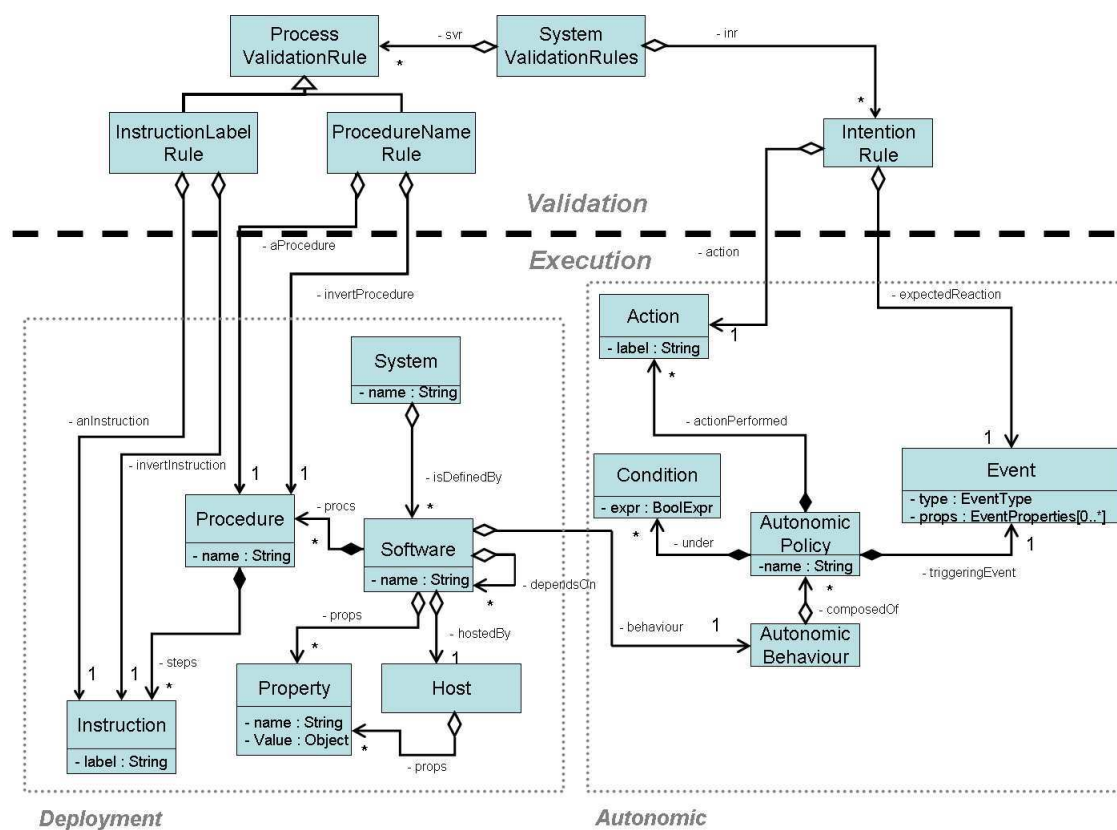 Process
ValidationRule
- svr
*
System
ValidationRules
- inr
*
InstructionLabel
Rule
ProcedureName
Rule
Intention
Rule
Validation
- aProcedure
- action
Execution
- invertProcedure
- expectedReaction
Action
- label : String
1
*
System
- name : String
- anInstruction
- actionPerformed
- invertInstruction
1
1
- isDefinedBy
*
1
Condition
- expr : BoolExpr
*
Event
- type : EventType
- props : EventProperties[0..*]
1
Procedure
- name : String
- procs
*
Software
- name : String
- dependsOn
*
- under
Autonomic
Policy
-name : String
*
- triggeringEvent
- composedOf
- props
*
- hostedBy
1
- behaviour
1
Autonomic
Behaviour
1
1
- steps
*
Instruction
- label : String
Property
- name : String
- Value : Object
Host
*
- props
Deployment
Autonomic